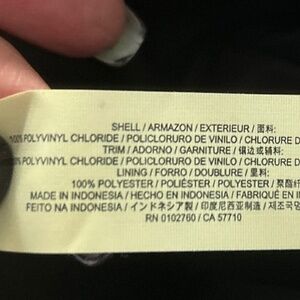 SHELL / ARMAZON / EXTERIEUR / 面料:
100% POLYVINYL CHLORIDE / POLICLORURO DE VINILO / CHLORURE D
TRIM / ADORNO / GARNITURE / 镶边或辅料:
100% POLYVINYL CHLORIDE / POLICLORURO DE VINILO / CHLORURE D
LINING / FORRO / DOUBLURE / 里料:
100% POLYESTER / POLIÉSTER / POLYESTER / 聚酯纤
MADE IN INDONESIA / HECHO EN INDONESIA / FABRIQUÉ EN I
FEITO NA INDONESIA / インドネシア製 / 印度尼西亚制造 / 제조국
RN 0102760 / CA 57710